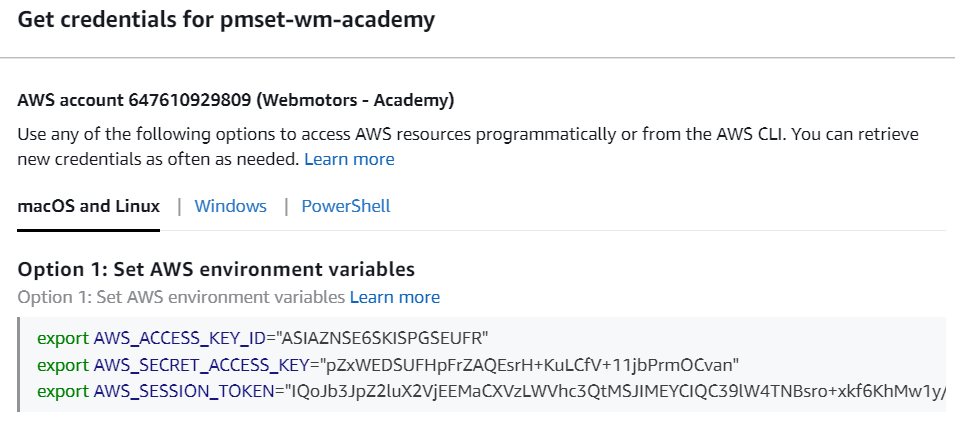 Get credentials for pmset-wm-academy
AWS account 647610929809 (Webmotors - Academy)
Use any of the following options to access AWS resources programmatically or from the AWS CLI. You can retrieve
new credentials as often as needed. Learn more
macOS and Linux | Windows | PowerShell
Option 1: Set AWS environment variables
Option 1: Set AWS environment variables Learn more
export AWS_ACCESS_KEY_ID="ASIAZNSE6SKISPGSEUFR"
export AWS_SECRET_ACCESS_KEY="pZxWEDSUFHpFrZAQEsrH+KuLCfV+11jbPrmOCvan"
export AWS_SESSION_TOKEN="IQoJb3JpZ2luX2VjEEMaCXVzLWVhc3QtMSJIMEYCIQC39lW4TNBsro+xkf6KhMw1y/